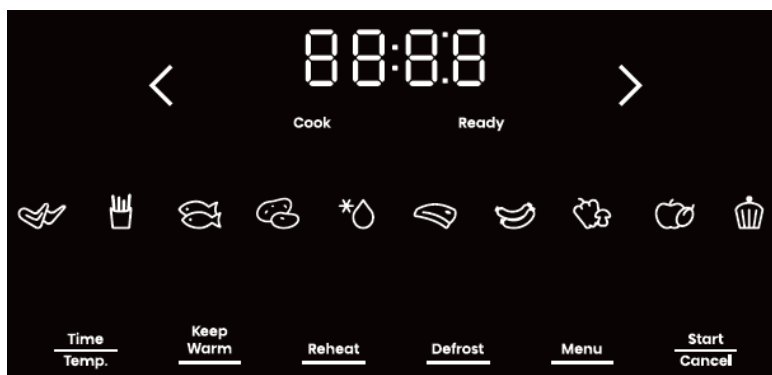 88:8:8
Cook Ready
Keep
Time Warm Reheat Defrost Menu Start
Temp. Cancel